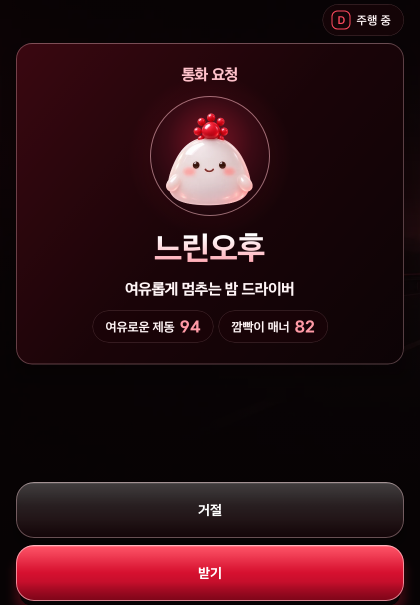 D 주행 중
통화 요청
느린오후
여유롭게 멈추는 밤 드라이버
여유로운 제동 94 깜빡이 매너 82
거절
받기